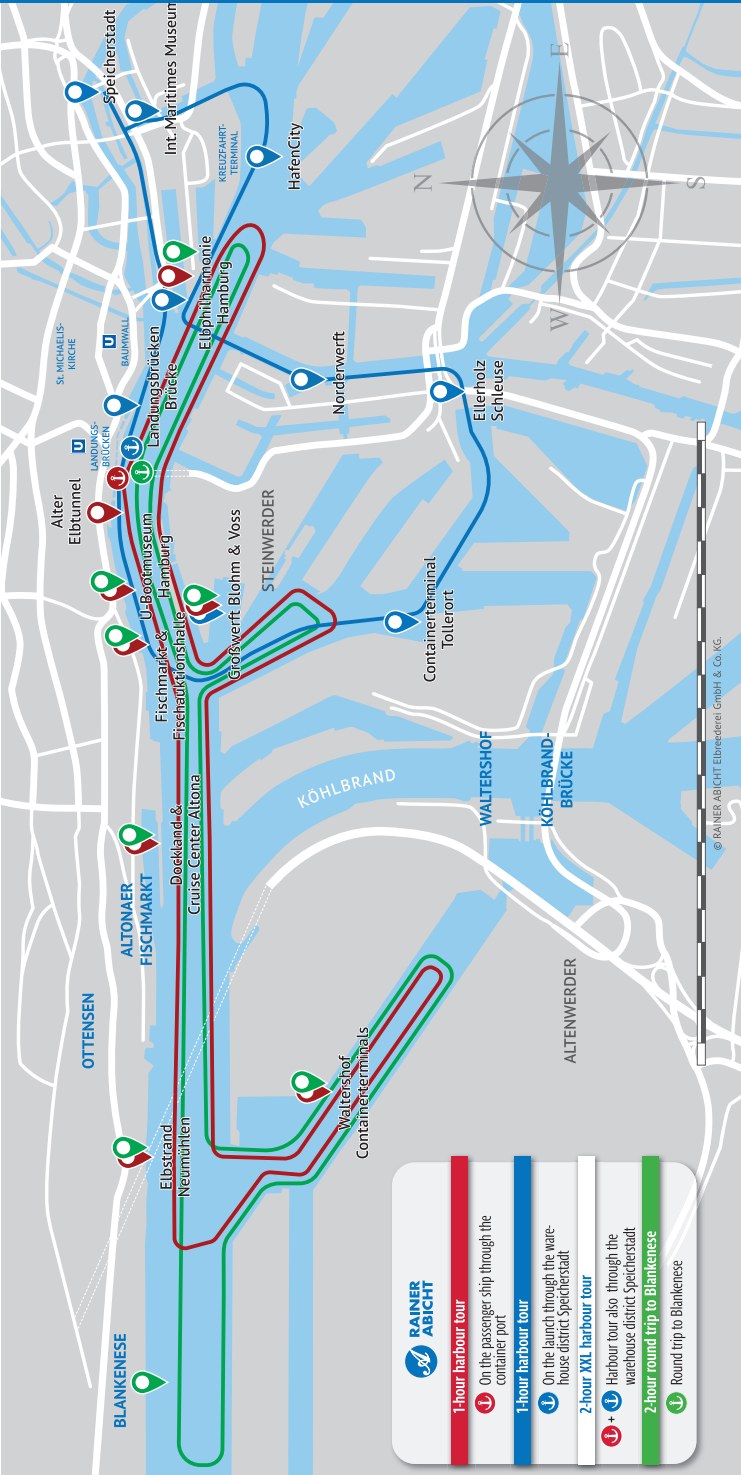 Speicherstadt
Int. Maritimes Museum
KREUZFAHRT-
TERMINAL
HafenCity
N
E
S
W
Elbphilharmonie
Hamburg
St. MICHAELIS-
KIRCHE
U
BAUMWALL
Landungsbrücken
Brücke
Norderwerft
Ellerholz
Schleuse
U
LANDUNGS-
BRÜCKEN
Alter
Elbtunnel
U-Bootmuseum
Hamburg
STEINWERDER
Großwerft Blohm & Voss
Fischmarkt &
Fischauktionshalle
Containerterminal
Tollerort
KÖHLBRAND
WALTERSHOF
KÖHLBRAND-
BRÜCKE
Dockland &
Cruise Center Altona
ALTONAER
FISCHMARKT
OTTENSEN
ALTENWERDER
Waltershof
Containerterminals
Elbstrand
Neumühlen
BLANKENESE
© RAINER ABICHT Elbreederei GmbH & Co. KG.
RAINER
ABICHT
1-hour harbour tour
On the passenger ship through the
container port
1-hour harbour tour
On the launch through the ware-
house district Speicherstadt
2-hour XXL harbour tour
+ Harbour tour also through the
warehouse district Speicherstadt
2-hour round trip to Blankenese
Round trip to Blankenese